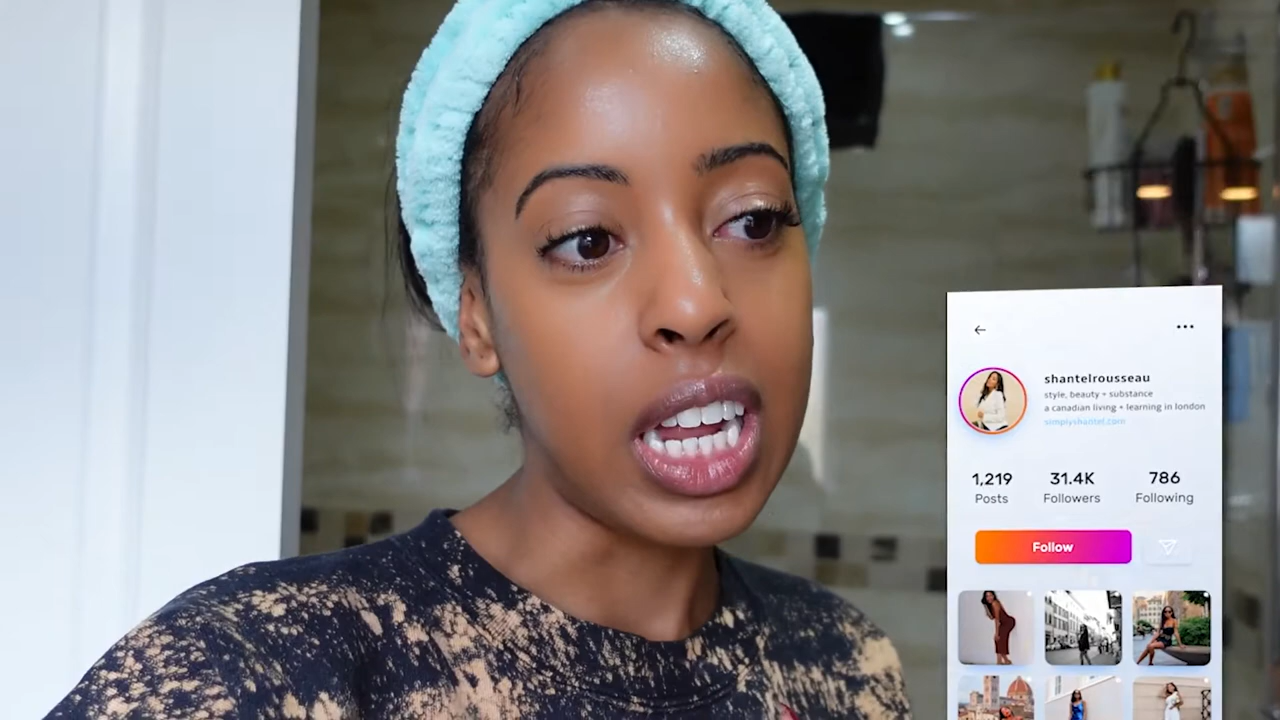 shantelrousseau
style, beauty + substance
a canadian living + learning in london
simplyshantel.com
1,219 31.4K 786
Posts Followers Following
Follow